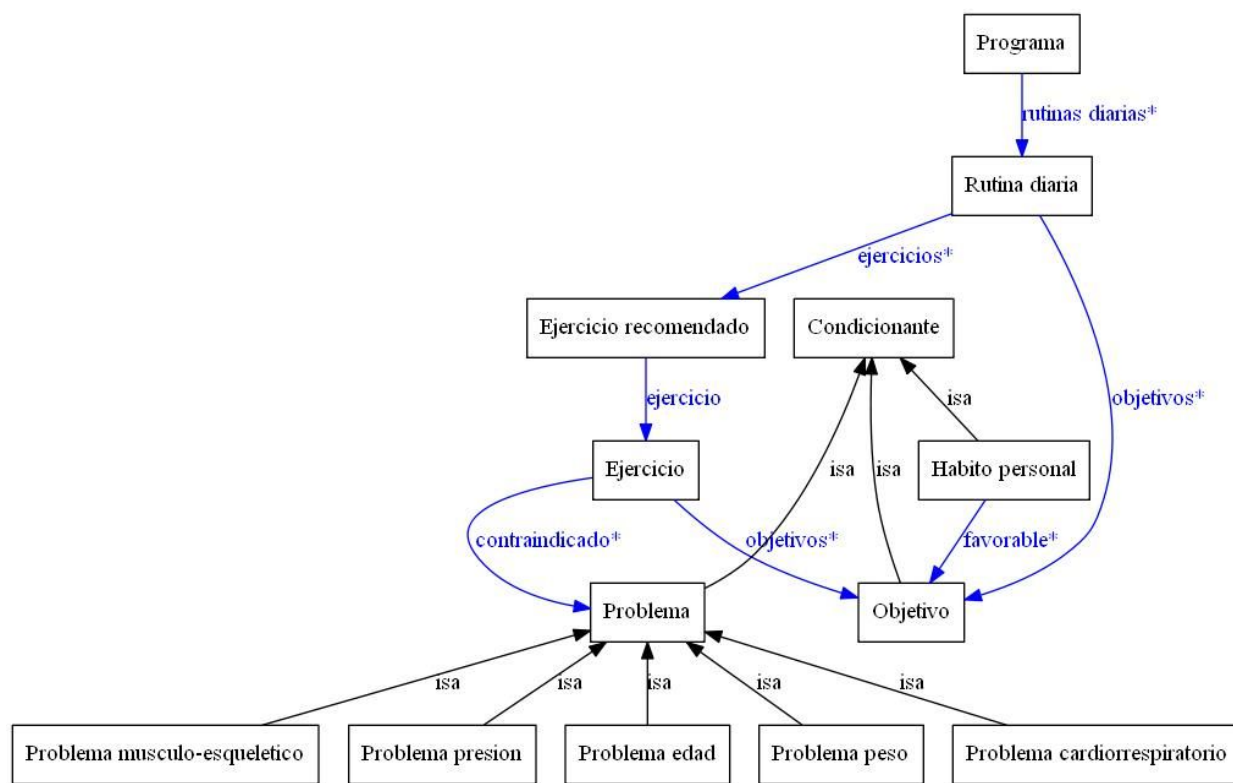 Programa
rutinas diarias*
Rutina diaria
ejercicios*
Ejercicio recomendado
Condicionante
ejercicio
isa
objetivos*
Ejercicio
isa
isa
Habito personal
contraindicado*
objetivos*
favorable*
Problema
Objetivo
isa
isa
isa
isa
isa
Problema musculo-esqueletico
Problema presion
Problema edad
Problema peso
Problema cardiorrespiratorio